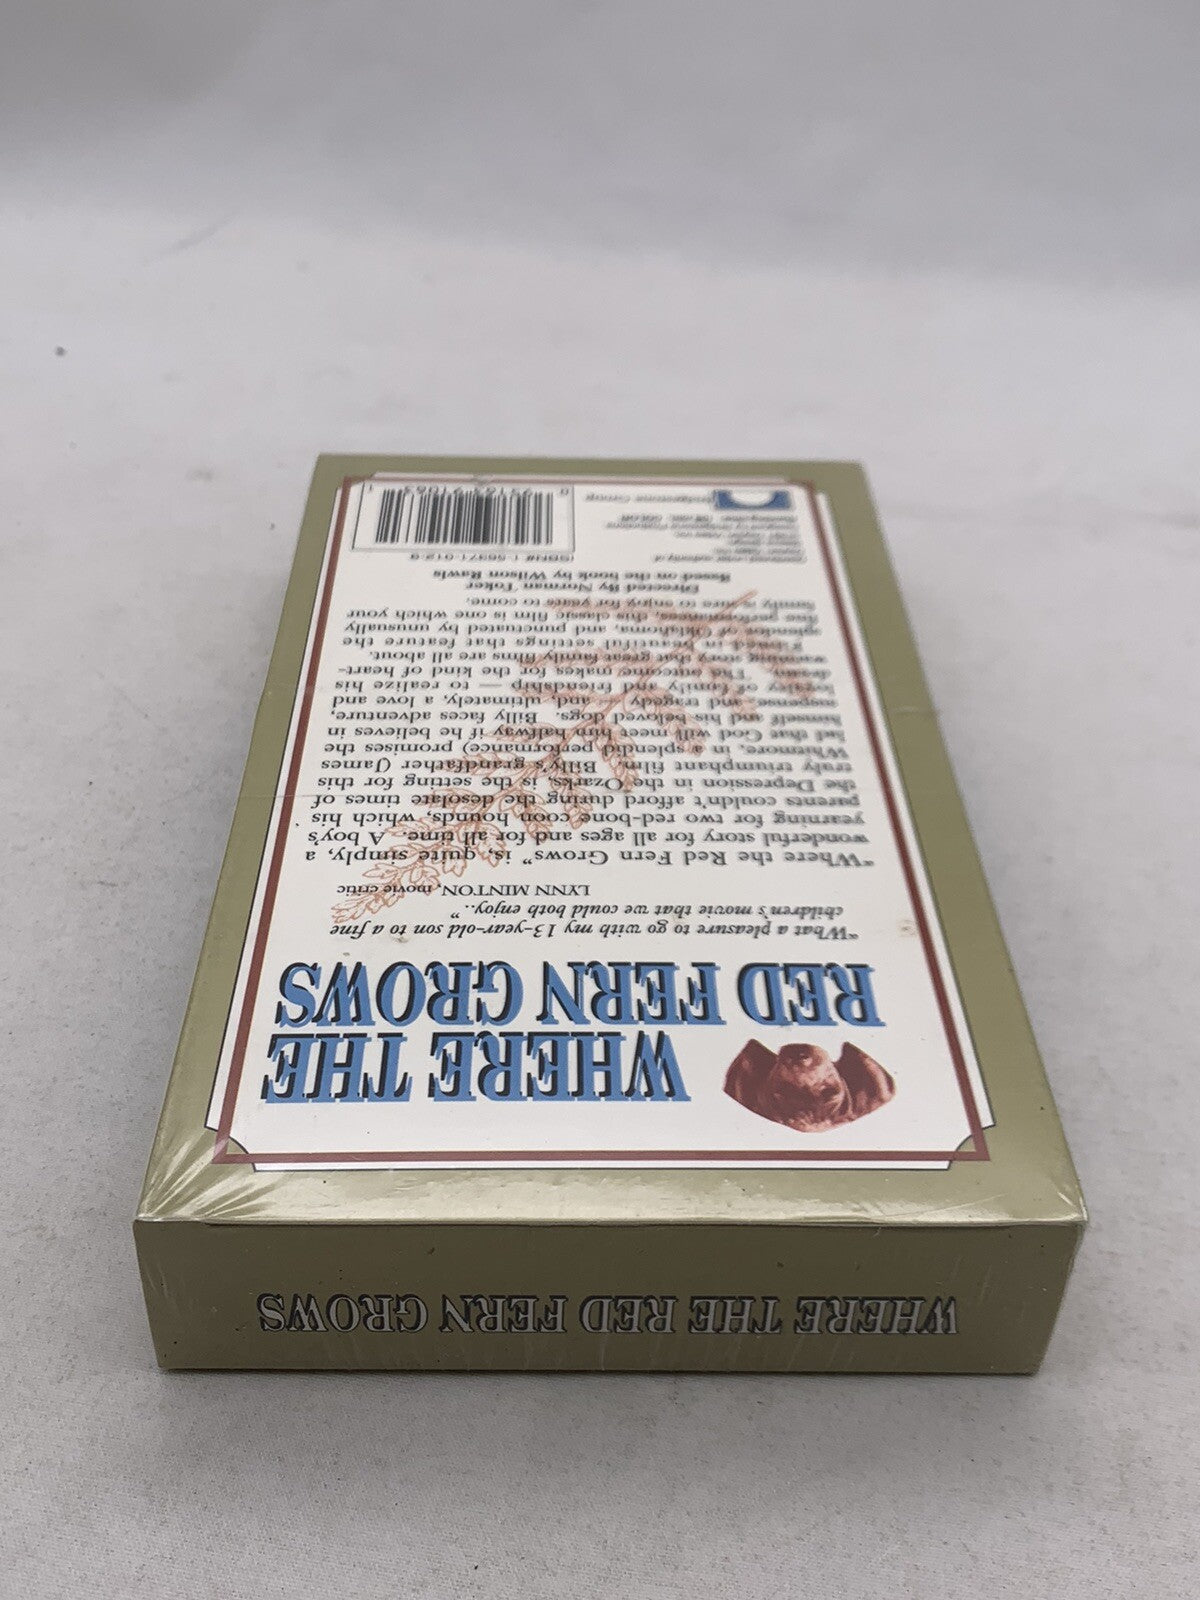 WHERE THE RED FERN GROWS
WHERE THE
RED FERN GROWS
"What a pleasure to go with my 13-year-old son to a fine
children's movie that we could both enjoy.."
LYNN MINTON, movie critic
"Where the Red Fern Grows" is, quite simply, a
wonderful story for all ages and for all time. A boy's
yearning for two red-bone coon hounds, which his
parents couldn't afford during the desolate times of
the Depression in the Ozarks, is the setting for this
truly triumphant film. Billy's grandfather (James
Whitmore, in a splendid performance) promises the
lad that God will meet him halfway if he believes in
himself and his beloved dogs. Billy faces adventure,
suspense, and tragedy — and, ultimately, a love and
loyalty of family and friendship — to realize his
dream. The outcome makes for the kind of heart-
warming story that great family films are all about.
Filmed in beautiful settings that feature the
splendor of Oklahoma, and punctuated by unusually
fine performances, this classic film is one which your
family is sure to enjoy for years to come.
Directed By Norman Tokar
Based on the book by Wilson Rawls
ISBN# 1-56371-012-9